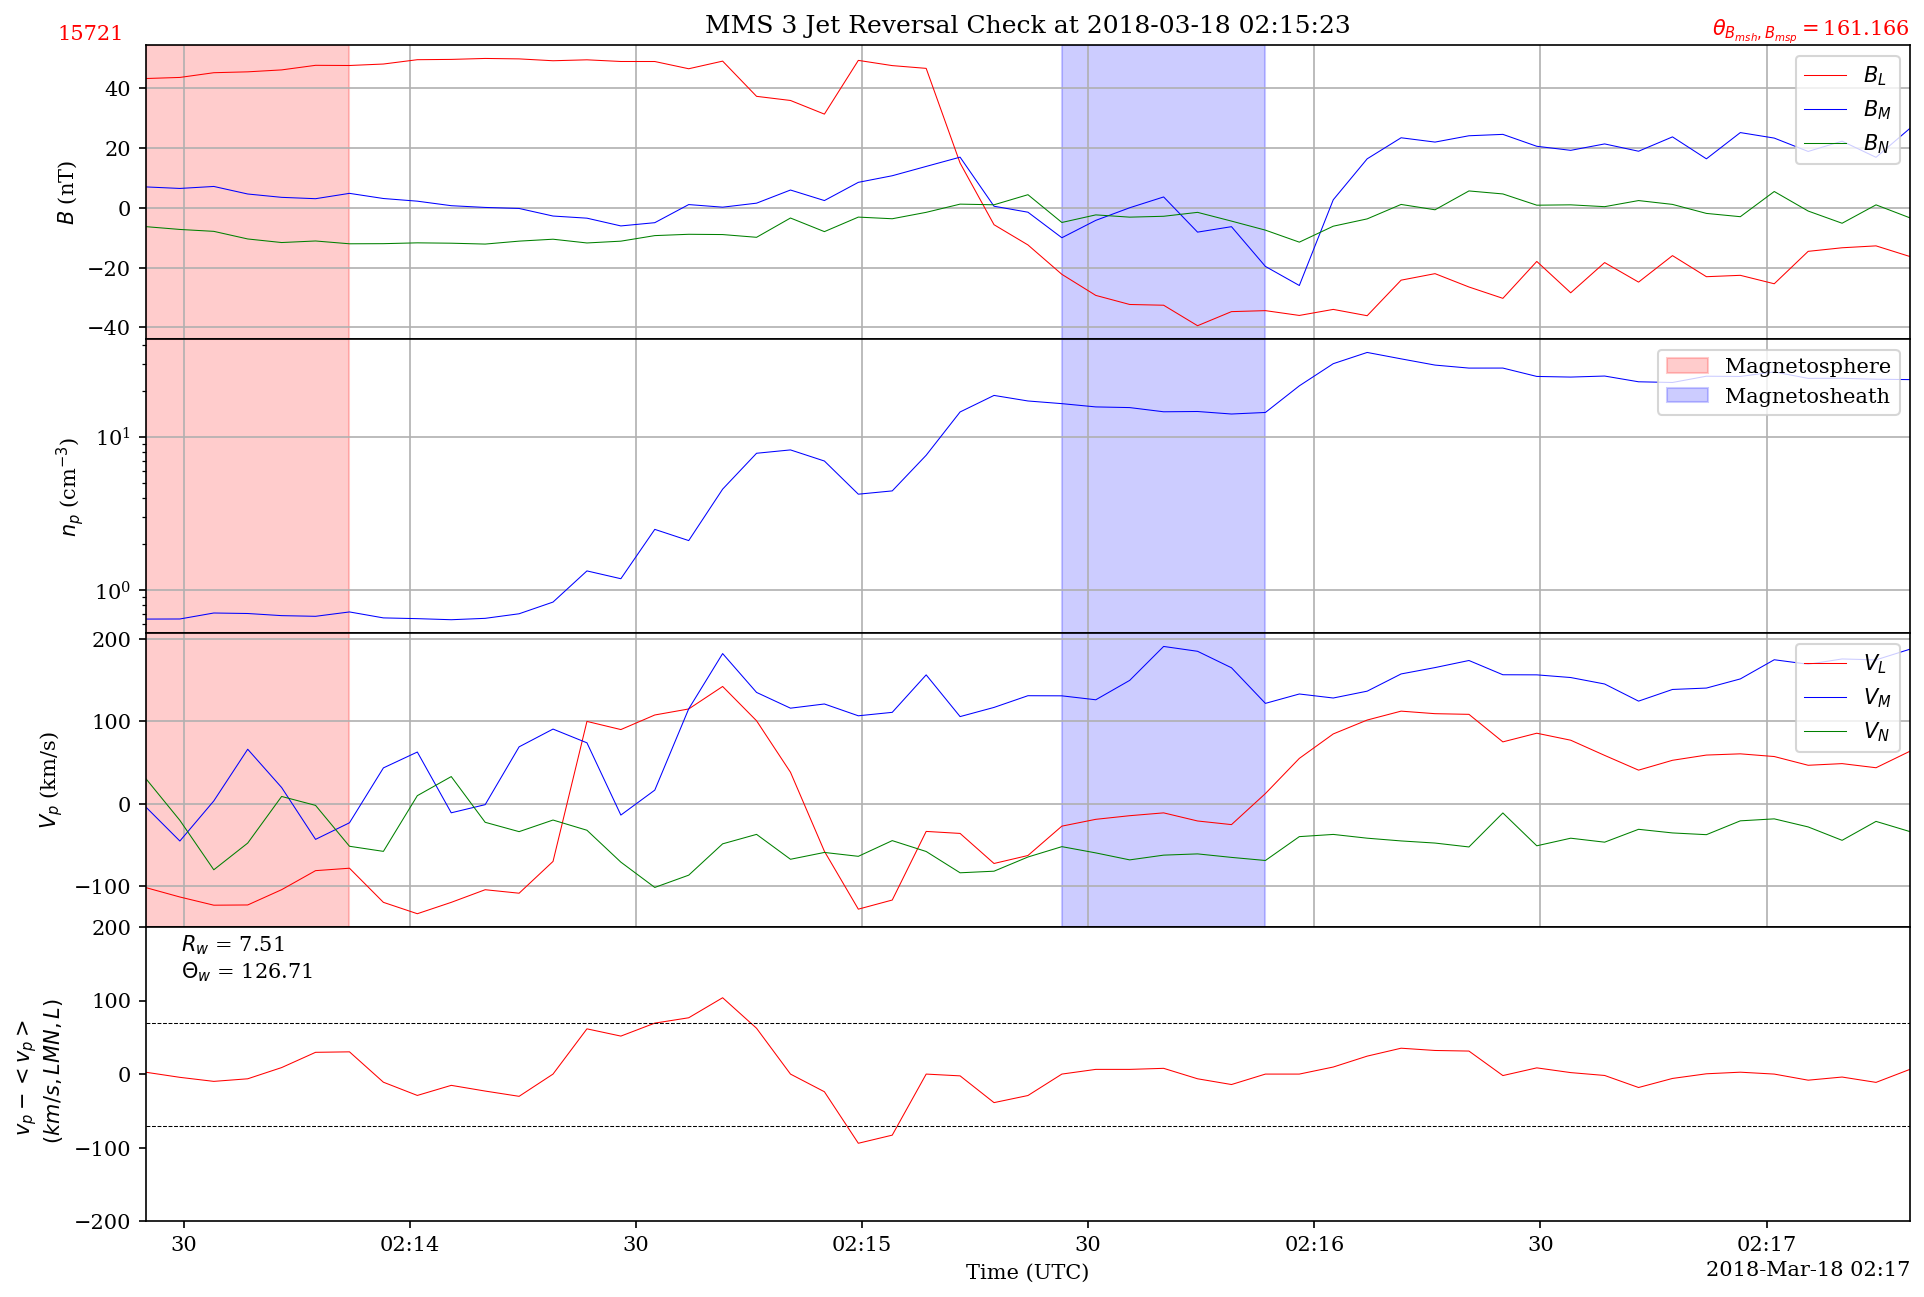 15721
MMS 3 Jet Reversal Check at 2018-03-18 02:15:23
θ_{B_{msh}, B_{msp}} = 161.166
B (nT)
40
20
0
−20
−40
B_L
B_M
B_N
n_p (cm^{−3})
10^1
10^0
Magnetosphere
Magnetosheath
V_p (km/s)
200
100
0
−100
V_L
V_M
V_N
v_p − < v_p >
(km/s, LMN, L)
200
100
0
−100
−200
R_w = 7.51
Θ_w = 126.71
30
02:14
30
02:15
30
02:16
30
02:17
Time (UTC)
2018-Mar-18 02:17